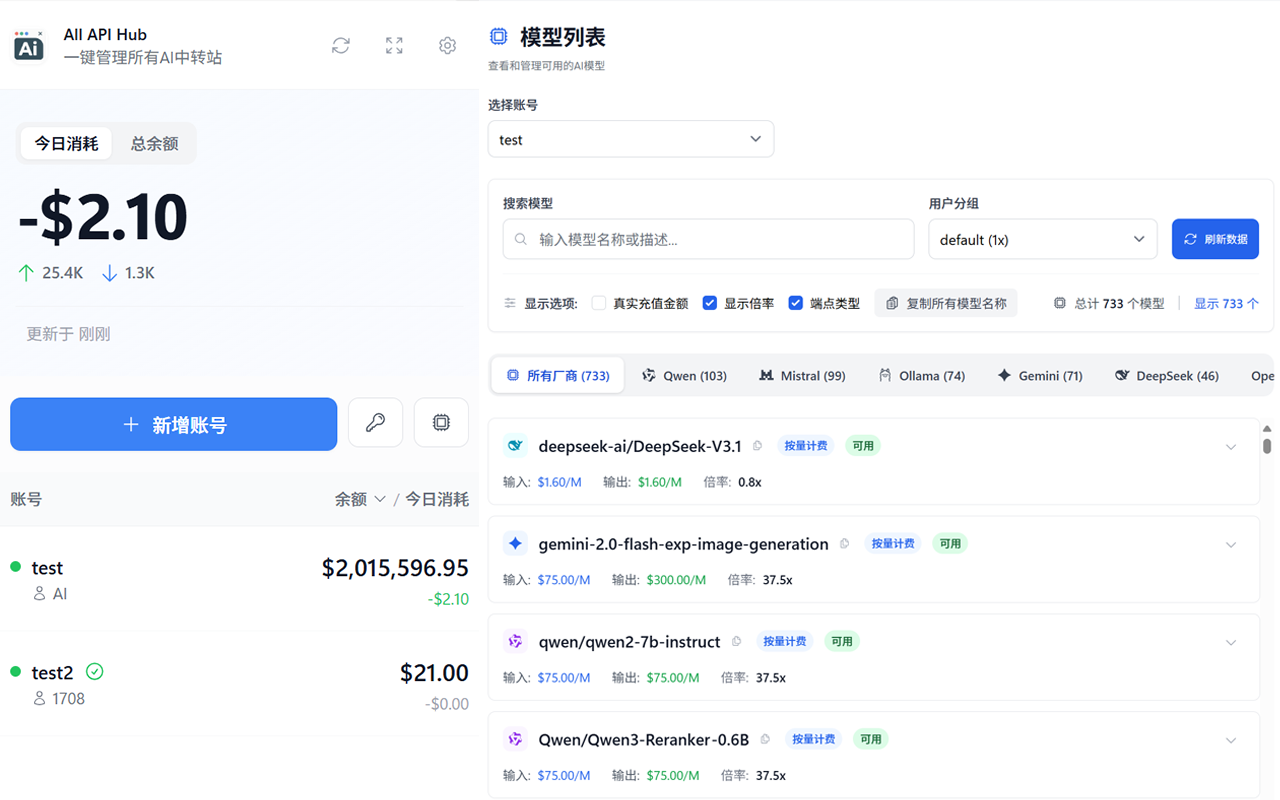 Ai
All API Hub
一键管理所有AI中转站
今日消耗 总余额
-$2.10
25.4K 1.3K
更新于 刚刚
新增账号
账号 余额 / 今日消耗
test $2,015,596.95
AI -$2.10
test2 $21.00
1708 -$0.00
模型列表
查看和管理可用的AI模型
选择账号
test
搜索模型 用户分组
输入模型名称或描述... default (1x) 刷新数据
显示选项: 真实充值金额 显示倍率 端点类型 复制所有模型名称 总计 733 个模型 显示 733 个
所有厂商 (733) Qwen (103) Mistral (99) Ollama (74) Gemini (71) DeepSeek (46) Ope
deepseek-ai/DeepSeek-V3.1 按量计费 可用
输入: $1.60/M 输出: $1.60/M 倍率: 0.8x
gemini-2.0-flash-exp-image-generation 按量计费 可用
输入: $75.00/M 输出: $300.00/M 倍率: 37.5x
qwen/qwen2-7b-instruct 按量计费 可用
输入: $75.00/M 输出: $75.00/M 倍率: 37.5x
Qwen/Qwen3-Reranker-0.6B 按量计费 可用
输入: $75.00/M 输出: $75.00/M 倍率: 37.5x